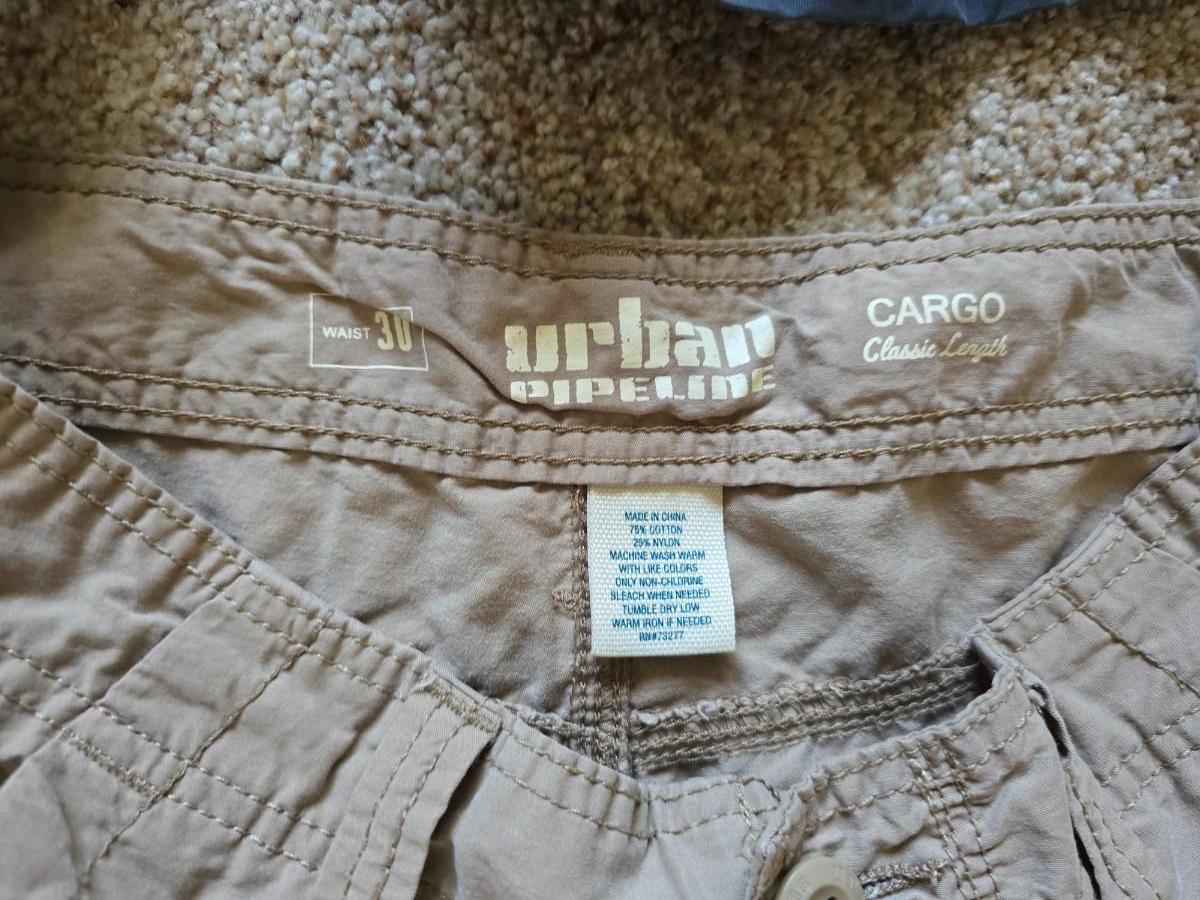 WAIST 30
urban
PIPELINE
CARGO
Classic Length
MADE IN CHINA
75% COTTON
25% NYLON
MACHINE WASH WARM
WITH LIKE COLORS
ONLY NON-CHLORINE
BLEACH WHEN NEEDED
TUMBLE DRY LOW
WARM IRON IF NEEDED
RN#73277